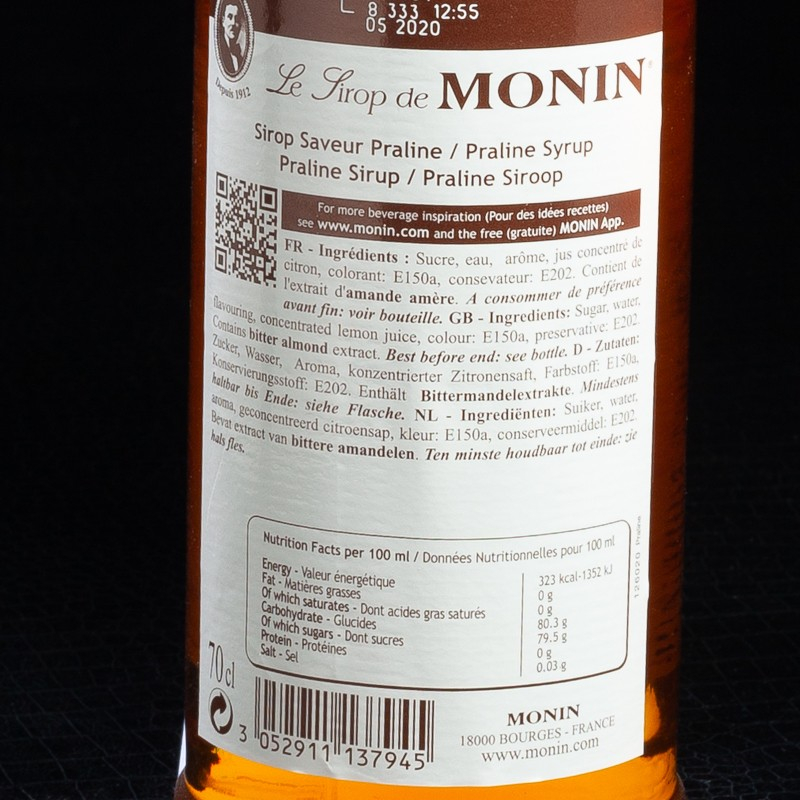 L 8 333 12:55
05 2020
Depuis 1912
Le Sirop de MONIN®
Sirop Saveur Praline / Praline Syrup
Praline Sirup / Praline Siroop
For more beverage inspiration (Pour des idées recettes)
see www.monin.com and the free (gratuite) MONIN App.
FR - Ingrédients : Sucre, eau, arôme, jus concentré de
citron, colorant: E150a, consevateur: E202. Contient de
l'extrait d'amande amère. A consommer de préférence
avant fin: voir bouteille. GB - Ingredients: Sugar, water,
flavouring, concentrated lemon juice, colour: E150a, preservative: E202.
Contains bitter almond extract. Best before end: see bottle. D - Zutaten:
Zucker, Wasser, Aroma, konzentrierter Zitronensaft, Farbstoff: E150a,
Konservierungsstoff: E202. Enthält Bittermandelextrakte. Mindestens
haltbar bis Ende: siehe Flasche. NL - Ingrediënten: Suiker, water,
aroma, geconcentreerd citroensap, kleur: E150a, conserveermiddel: E202.
Bevat extract van bittere amandelen. Ten minste houdbaar tot einde: zie
hals fles.
Nutrition Facts per 100 ml / Données Nutritionnelles pour 100 ml
Energy - Valeur énergétique 323 kcal-1352 kJ
Fat - Matières grasses 0 g
Of which saturates - Dont acides gras saturés 0 g
Carbohydrate - Glucides 80.3 g
Of which sugars - Dont sucres 79.5 g
Protein - Protéines 0 g
Salt - Sel 0.03 g
126020 Praline
70 cl
3 052911 137945
MONIN
18000 BOURGES - FRANCE
www.monin.com